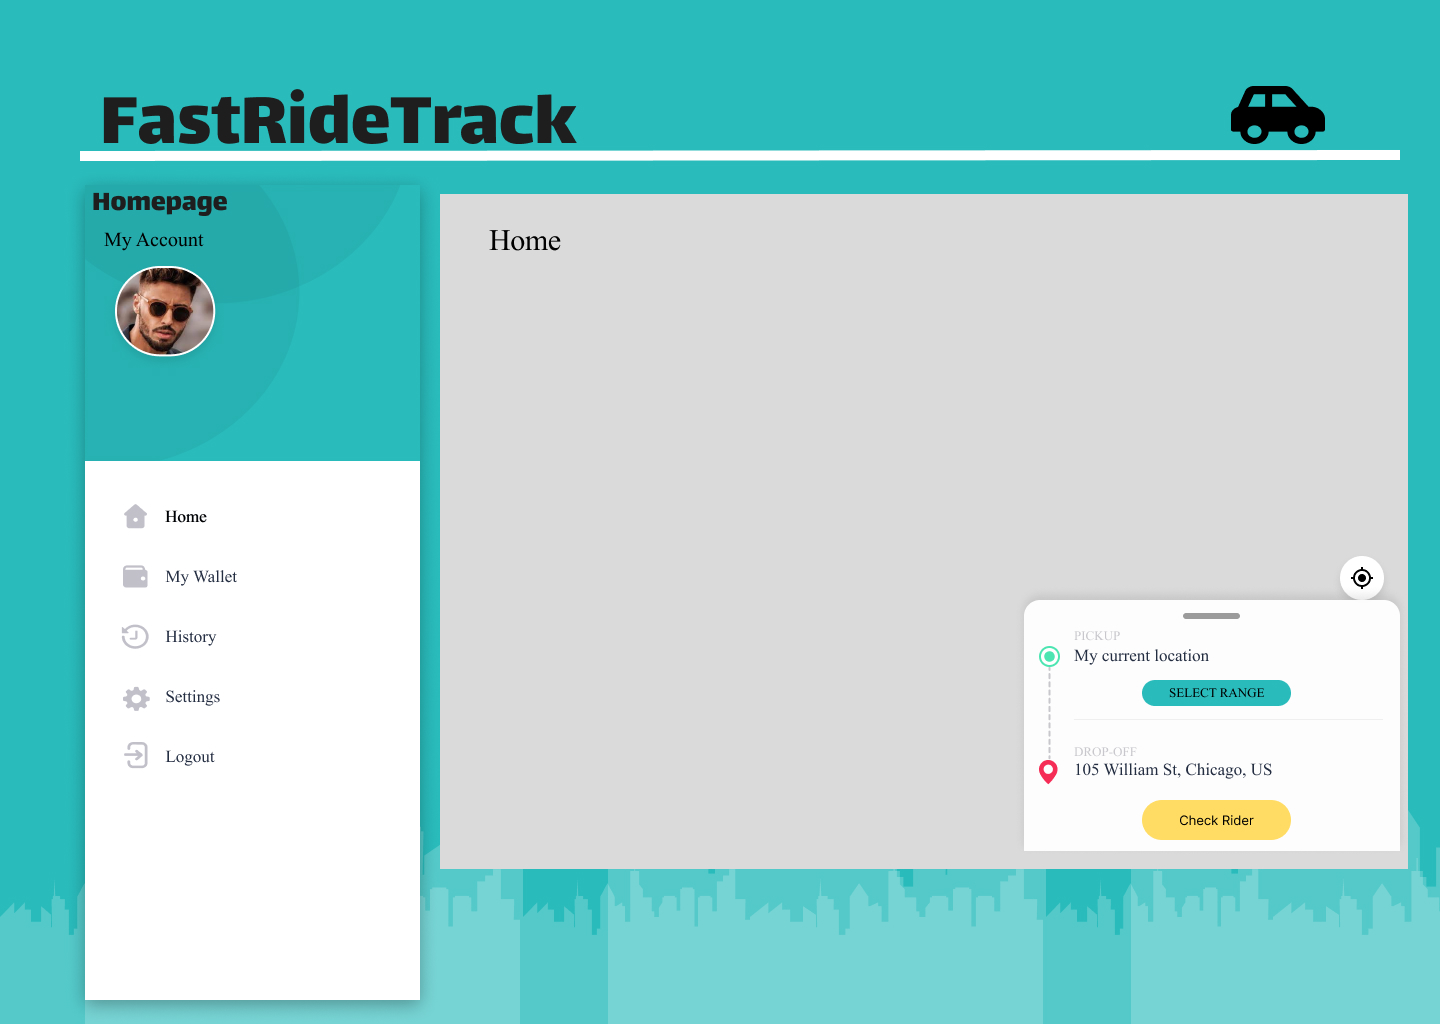 FastRideTrack
Homepage
My Account
Home
My Wallet
History
Settings
Logout
Home
PICKUP
My current location
SELECT RANGE
DROP-OFF
105 William St, Chicago, US
Check Rider